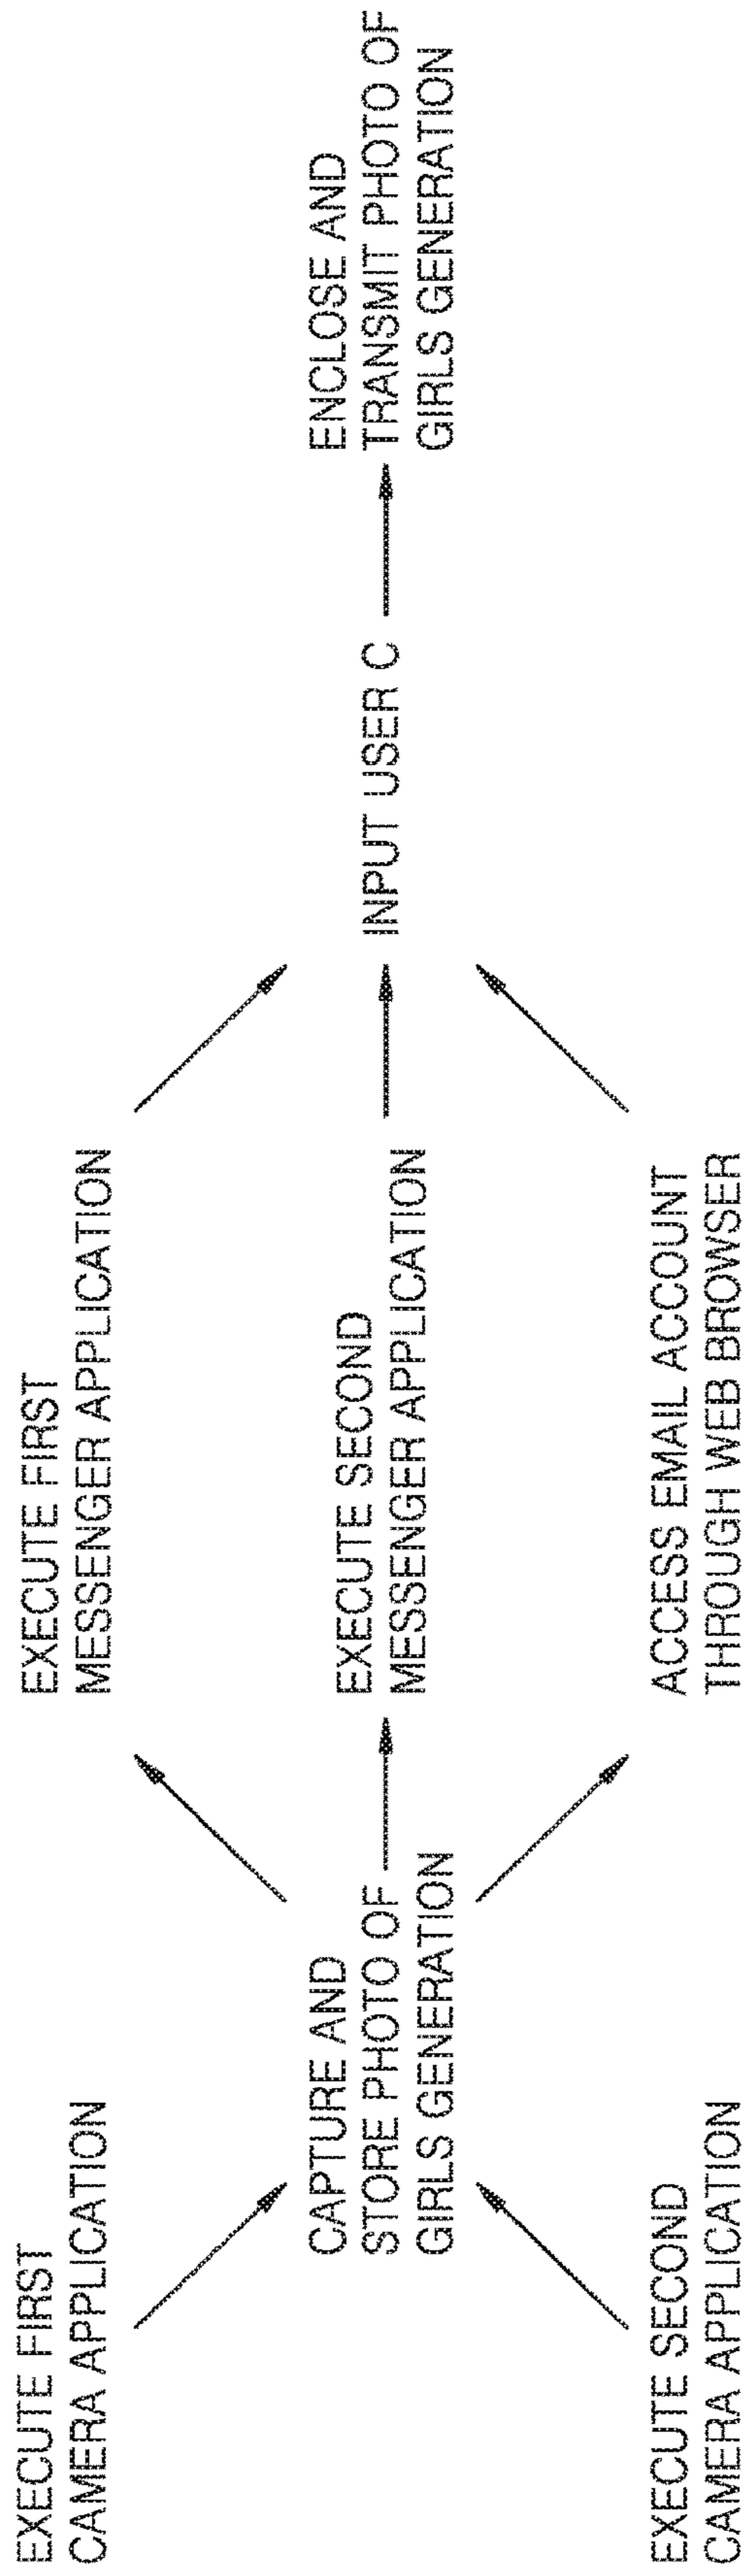 EXECUTE FIRST
CAMERA APPLICATION
EXECUTE SECOND
CAMERA APPLICATION
CAPTURE AND
STORE PHOTO OF
GIRLS GENERATION
EXECUTE FIRST
MESSENGER APPLICATION
EXECUTE SECOND
MESSENGER APPLICATION
ACCESS EMAIL ACCOUNT
THROUGH WEB BROWSER
INPUT USER C
ENCLOSE AND
TRANSMIT PHOTO OF
GIRLS GENERATION